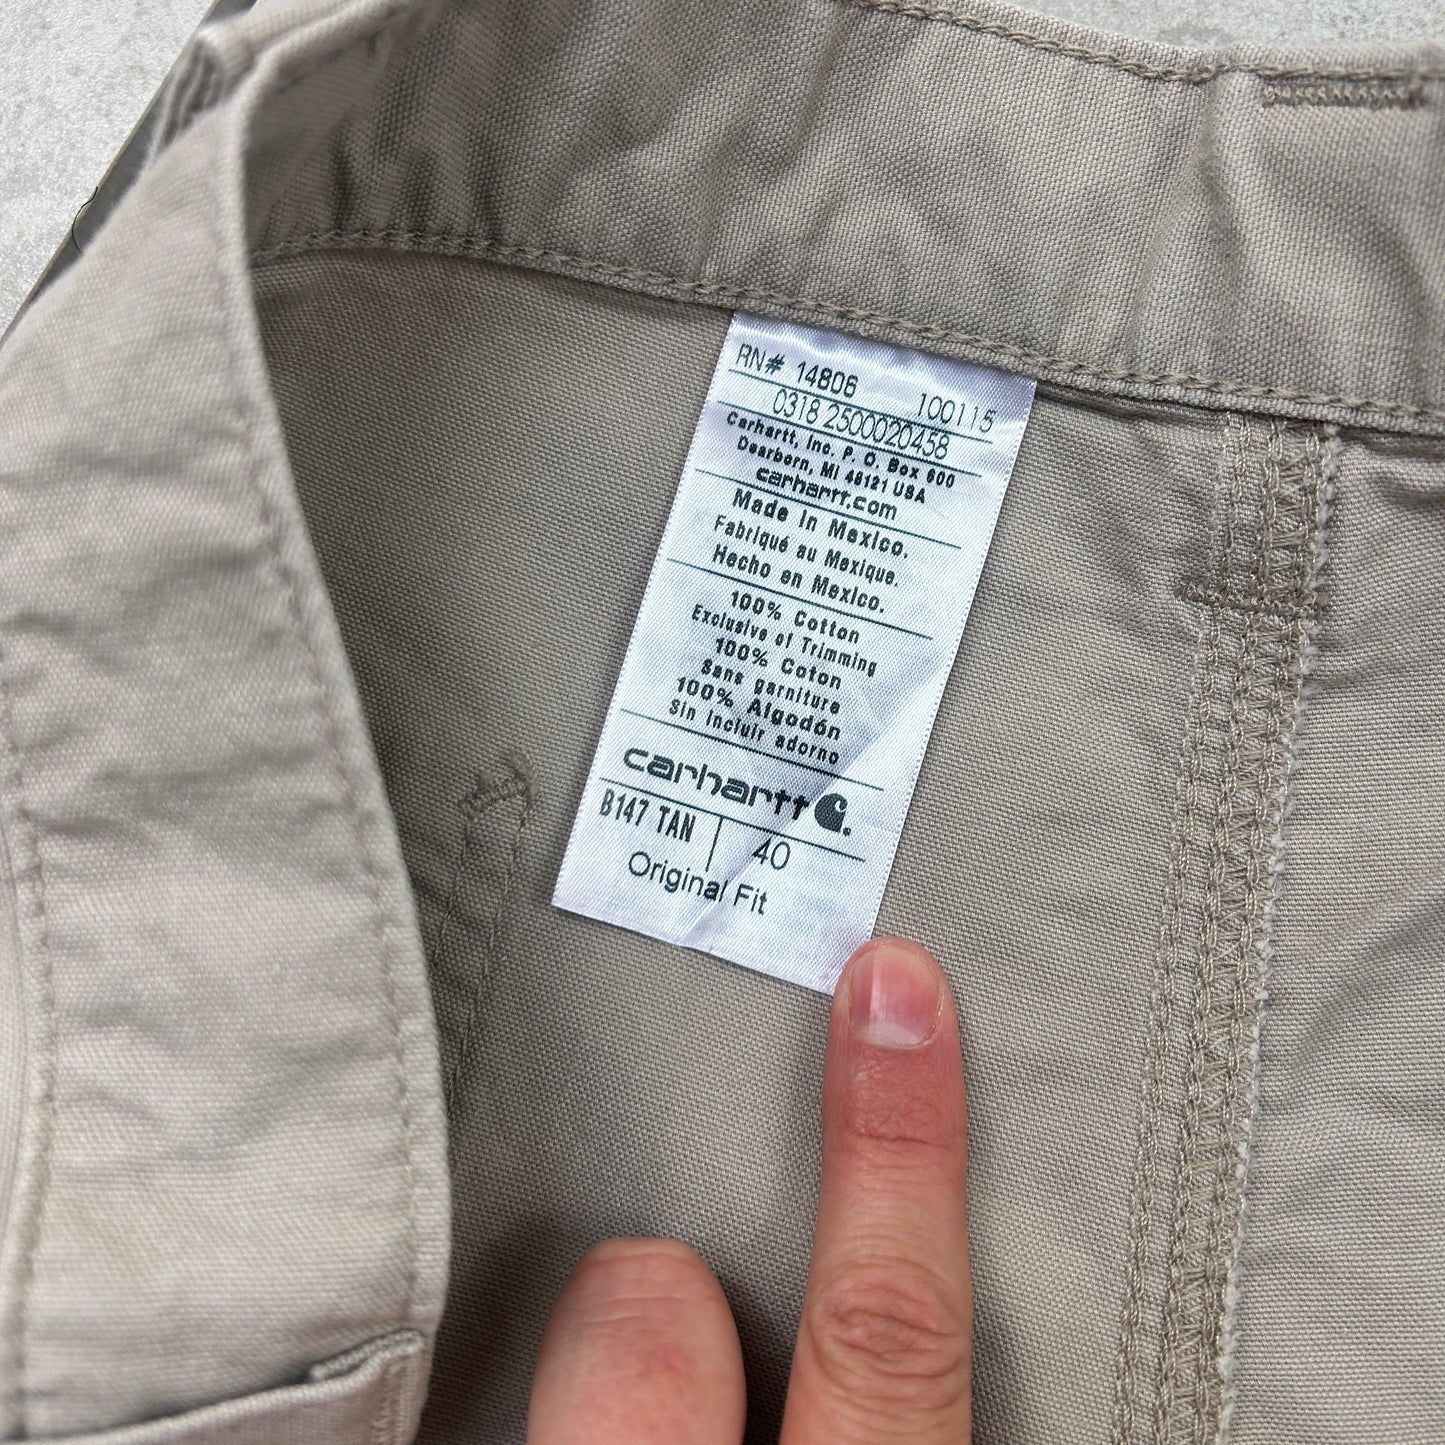 RN# 14806 100115
0318 2500020458
Carhartt, Inc. P. O. Box 600
Dearborn, MI 48121 USA
carhartt.com
Made in Mexico.
Fabriqué au Mexique.
Hecho en Mexico.
100% Cotton
Exclusive of Trimming
100% Coton
Sans garniture
100% Algodón
Sin incluir adorno
carhartt
B147 TAN 40
Original Fit